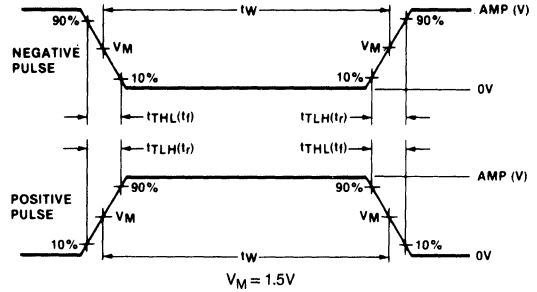 tW
90%
90%
AMP (V)
NEGATIVE
PULSE
VM
VM
10%
10%
0V
tTHL(tf)
tTLH(tr)
tTLH(tr)
tTHL(tf)
AMP (V)
90%
90%
POSITIVE
PULSE
VM
VM
10%
10%
0V
tW
VM = 1.5V